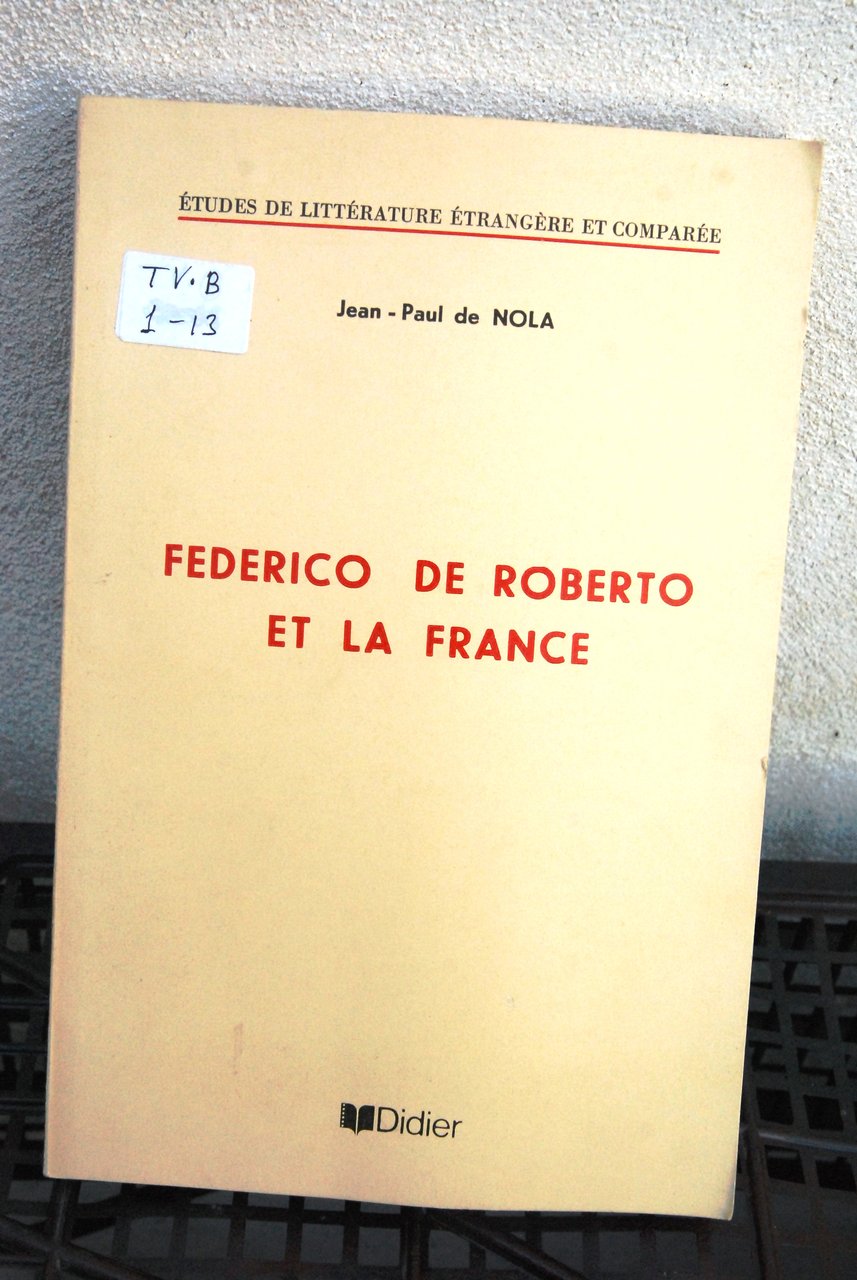 ÉTUDES DE LITTÉRATURE ÉTRANGÈRE ET COMPARÉE
TV.B
1-13
Jean - Paul de NOLA
FEDERICO DE ROBERTO
ET LA FRANCE
Didier